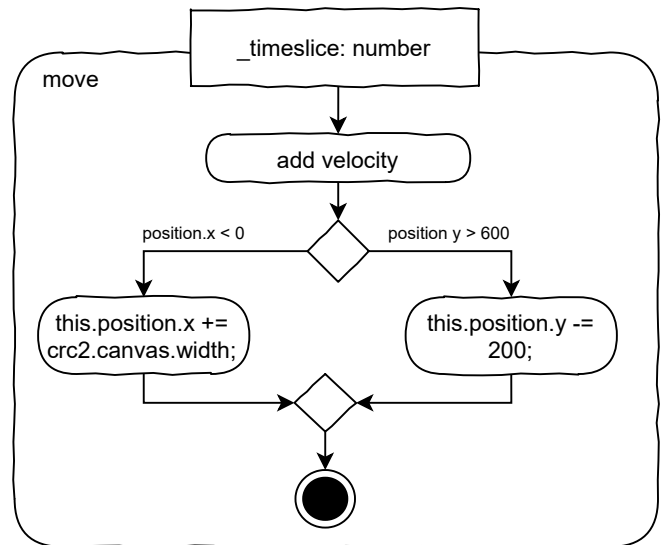 _timeslice: number
move
add velocity
position.x < 0
position y > 600
this.position.x +=
crc2.canvas.width;
this.position.y -=
200;